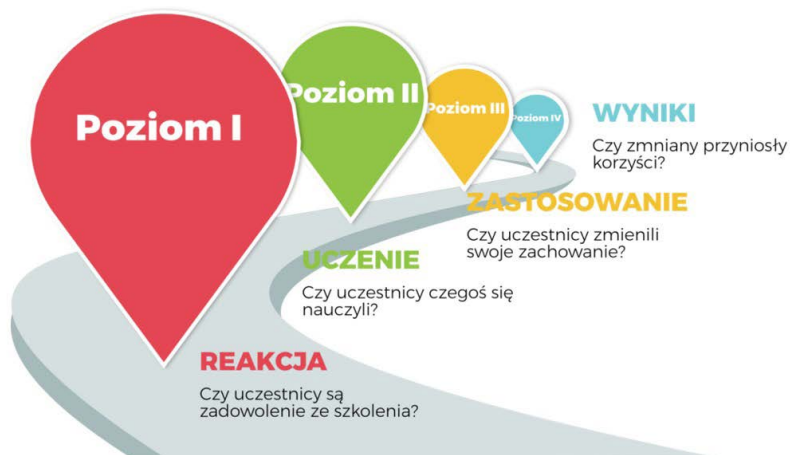 Poziom I
Poziom II
Poziom III
Poziom IV
WYNIKI
Czy zmniany przyniosły
korzyści?
ZASTOSOWANIE
Czy uczestnicy zmienili
swoje zachowanie?
UCZENIE
Czy uczestnicy czegoś się
nauczyli?
REAKCJA
Czy uczestnicy są
zadowolenie ze szkolenia?